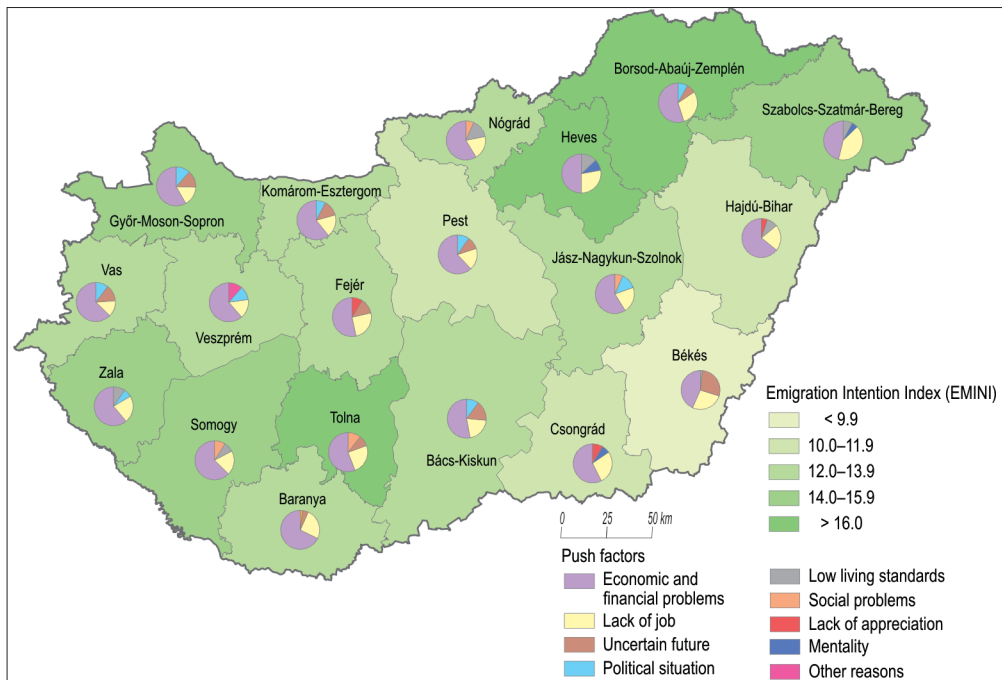 Borsod-Abaúj-Zemplén
Szabolcs-Szatmár-Bereg
Nógrád
Heves
Komárom-Esztergom
Hajdú-Bihar
Győr-Moson-Sopron
Pest
Jász-Nagykun-Szolnok
Vas
Fejér
Veszprém
Békés
Zala
Somogy
Tolna
Csongrád
Bács-Kiskun
Baranya
Emigration Intention Index (EMINI)
< 9.9
10.0–11.9
12.0–13.9
14.0–15.9
> 16.0
0 25 50 km
Push factors
Economic and
financial problems
Lack of job
Uncertain future
Political situation
Low living standards
Social problems
Lack of appreciation
Mentality
Other reasons